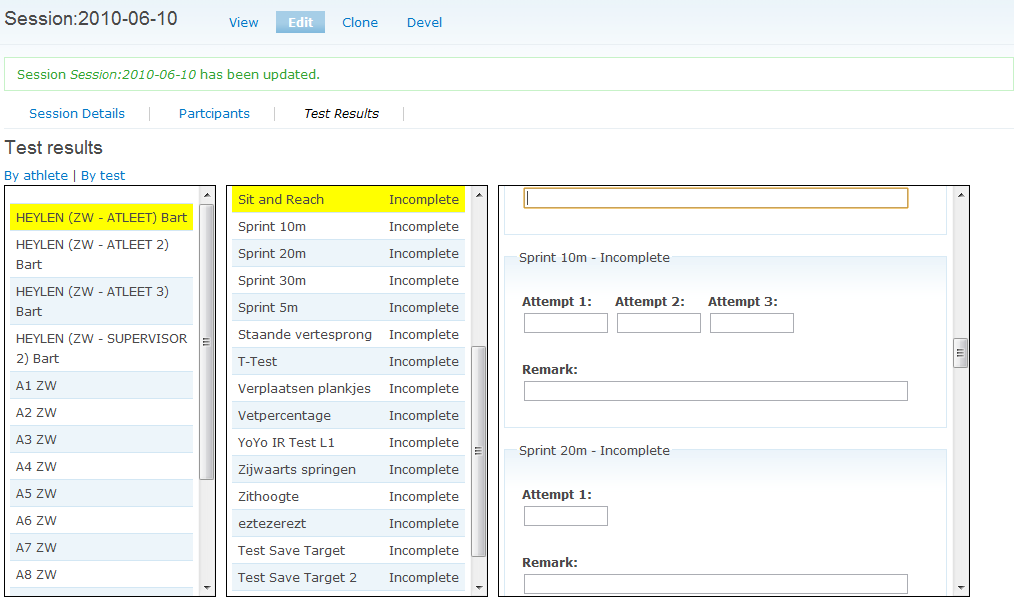 Session:2010-06-10
View Edit Clone Devel
Session Session:2010-06-10 has been updated.
Session Details Partcipants Test Results
Test results
By athlete | By test
HEYLEN (ZW - ATLEET) Bart
HEYLEN (ZW - ATLEET 2)
Bart
HEYLEN (ZW - ATLEET 3)
Bart
HEYLEN (ZW - SUPERVISOR
2) Bart
A1 ZW
A2 ZW
A3 ZW
A4 ZW
A5 ZW
A6 ZW
A7 ZW
A8 ZW
Sit and Reach Incomplete
Sprint 10m Incomplete
Sprint 20m Incomplete
Sprint 30m Incomplete
Sprint 5m Incomplete
Staande vertesprong Incomplete
T-Test Incomplete
Verplaatsen plankjes Incomplete
Vetpercentage Incomplete
YoYo IR Test L1 Incomplete
Zijwaarts springen Incomplete
Zithoogte Incomplete
eztezerezt Incomplete
Test Save Target Incomplete
Test Save Target 2 Incomplete
Sprint 10m - Incomplete
Attempt 1: Attempt 2: Attempt 3:
Remark:
Sprint 20m - Incomplete
Attempt 1:
Remark: